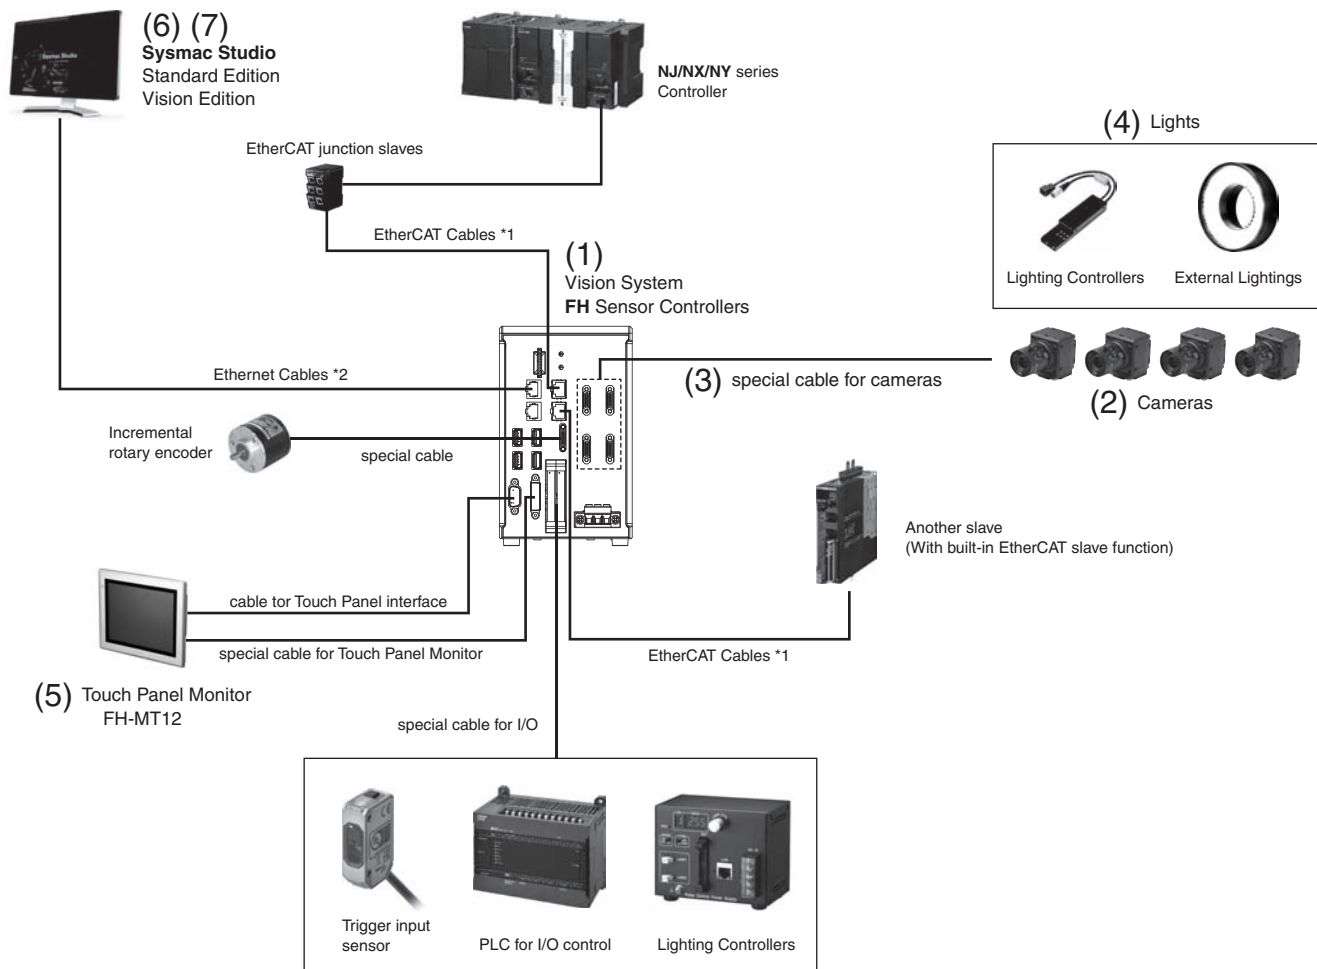 (6) (7)
Sysmac Studio
Standard Edition
Vision Edition
Sysmac Studio
NJ/NX/NY series
Controller
EtherCAT junction slaves
(4) Lights
EtherCAT Cables *1
Lighting Controllers
External Lightings
(1)
Vision System
FH Sensor Controllers
Ethernet Cables *2
(3) special cable for cameras
(2) Cameras
Incremental
rotary encoder
special cable
Another slave
(With built-in EtherCAT slave function)
cable tor Touch Panel interface
special cable for Touch Panel Monitor
EtherCAT Cables *1
(5) Touch Panel Monitor
FH-MT12
special cable for I/O
Trigger input
sensor
PLC for I/O control
Lighting Controllers